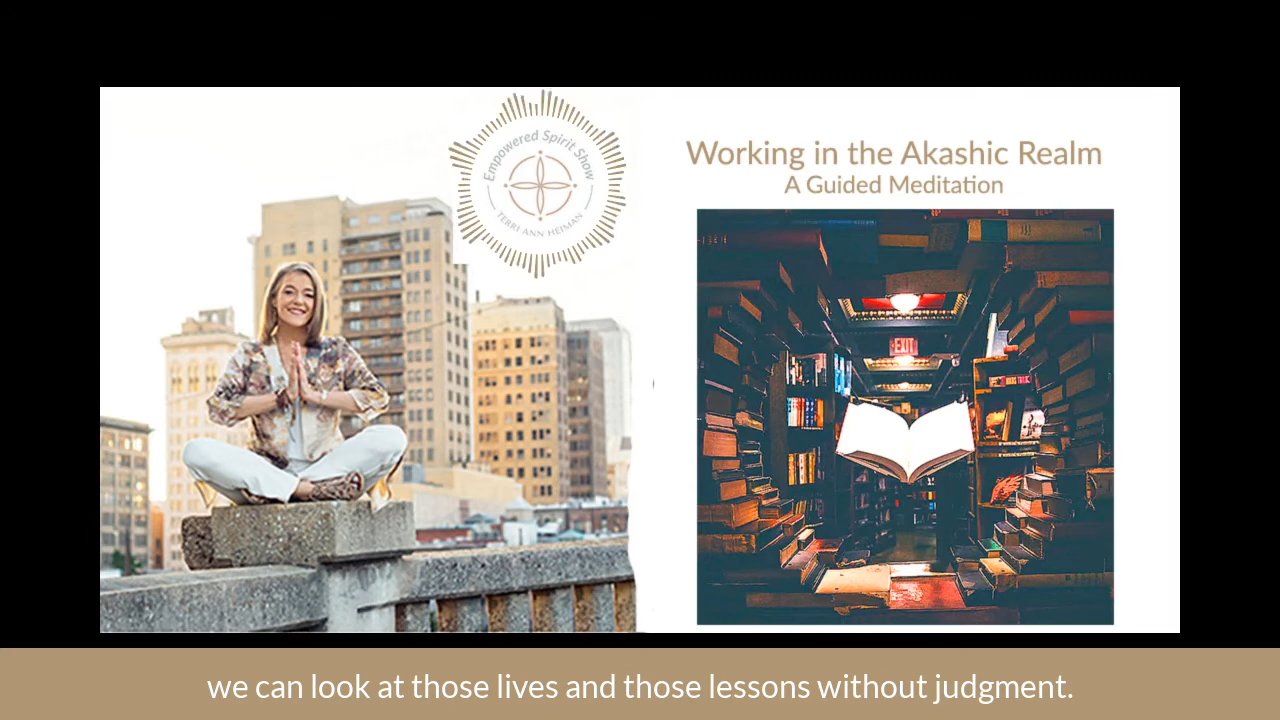 Empowered Spirit Show
TERRI ANN HEIMAN
Working in the Akashic Realm
A Guided Meditation
EXIT
we can look at those lives and those lessons without judgment.